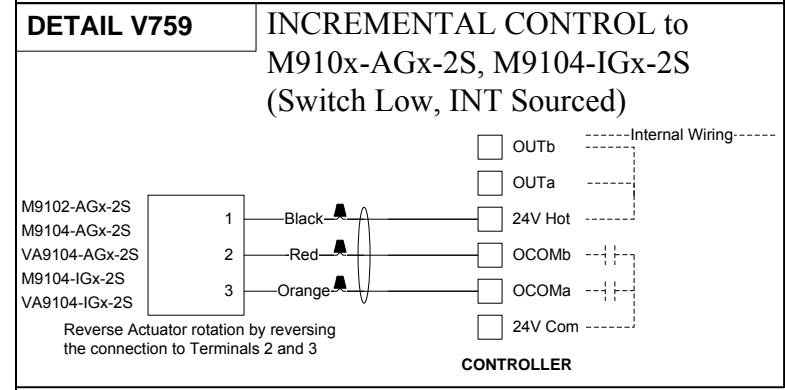 DETAIL V759
INCREMENTAL CONTROL to
M910x-AGx-2S, M9104-IGx-2S
(Switch Low, INT Sourced)
Internal Wiring
OUTb
OUTa
M9102-AGx-2S
M9104-AGx-2S
VA9104-AGx-2S
M9104-IGx-2S
VA9104-IGx-2S
1 Black 24V Hot
2 Red OCOMb
3 Orange OCOMa
24V Com
Reverse Actuator rotation by reversing
the connection to Terminals 2 and 3
CONTROLLER